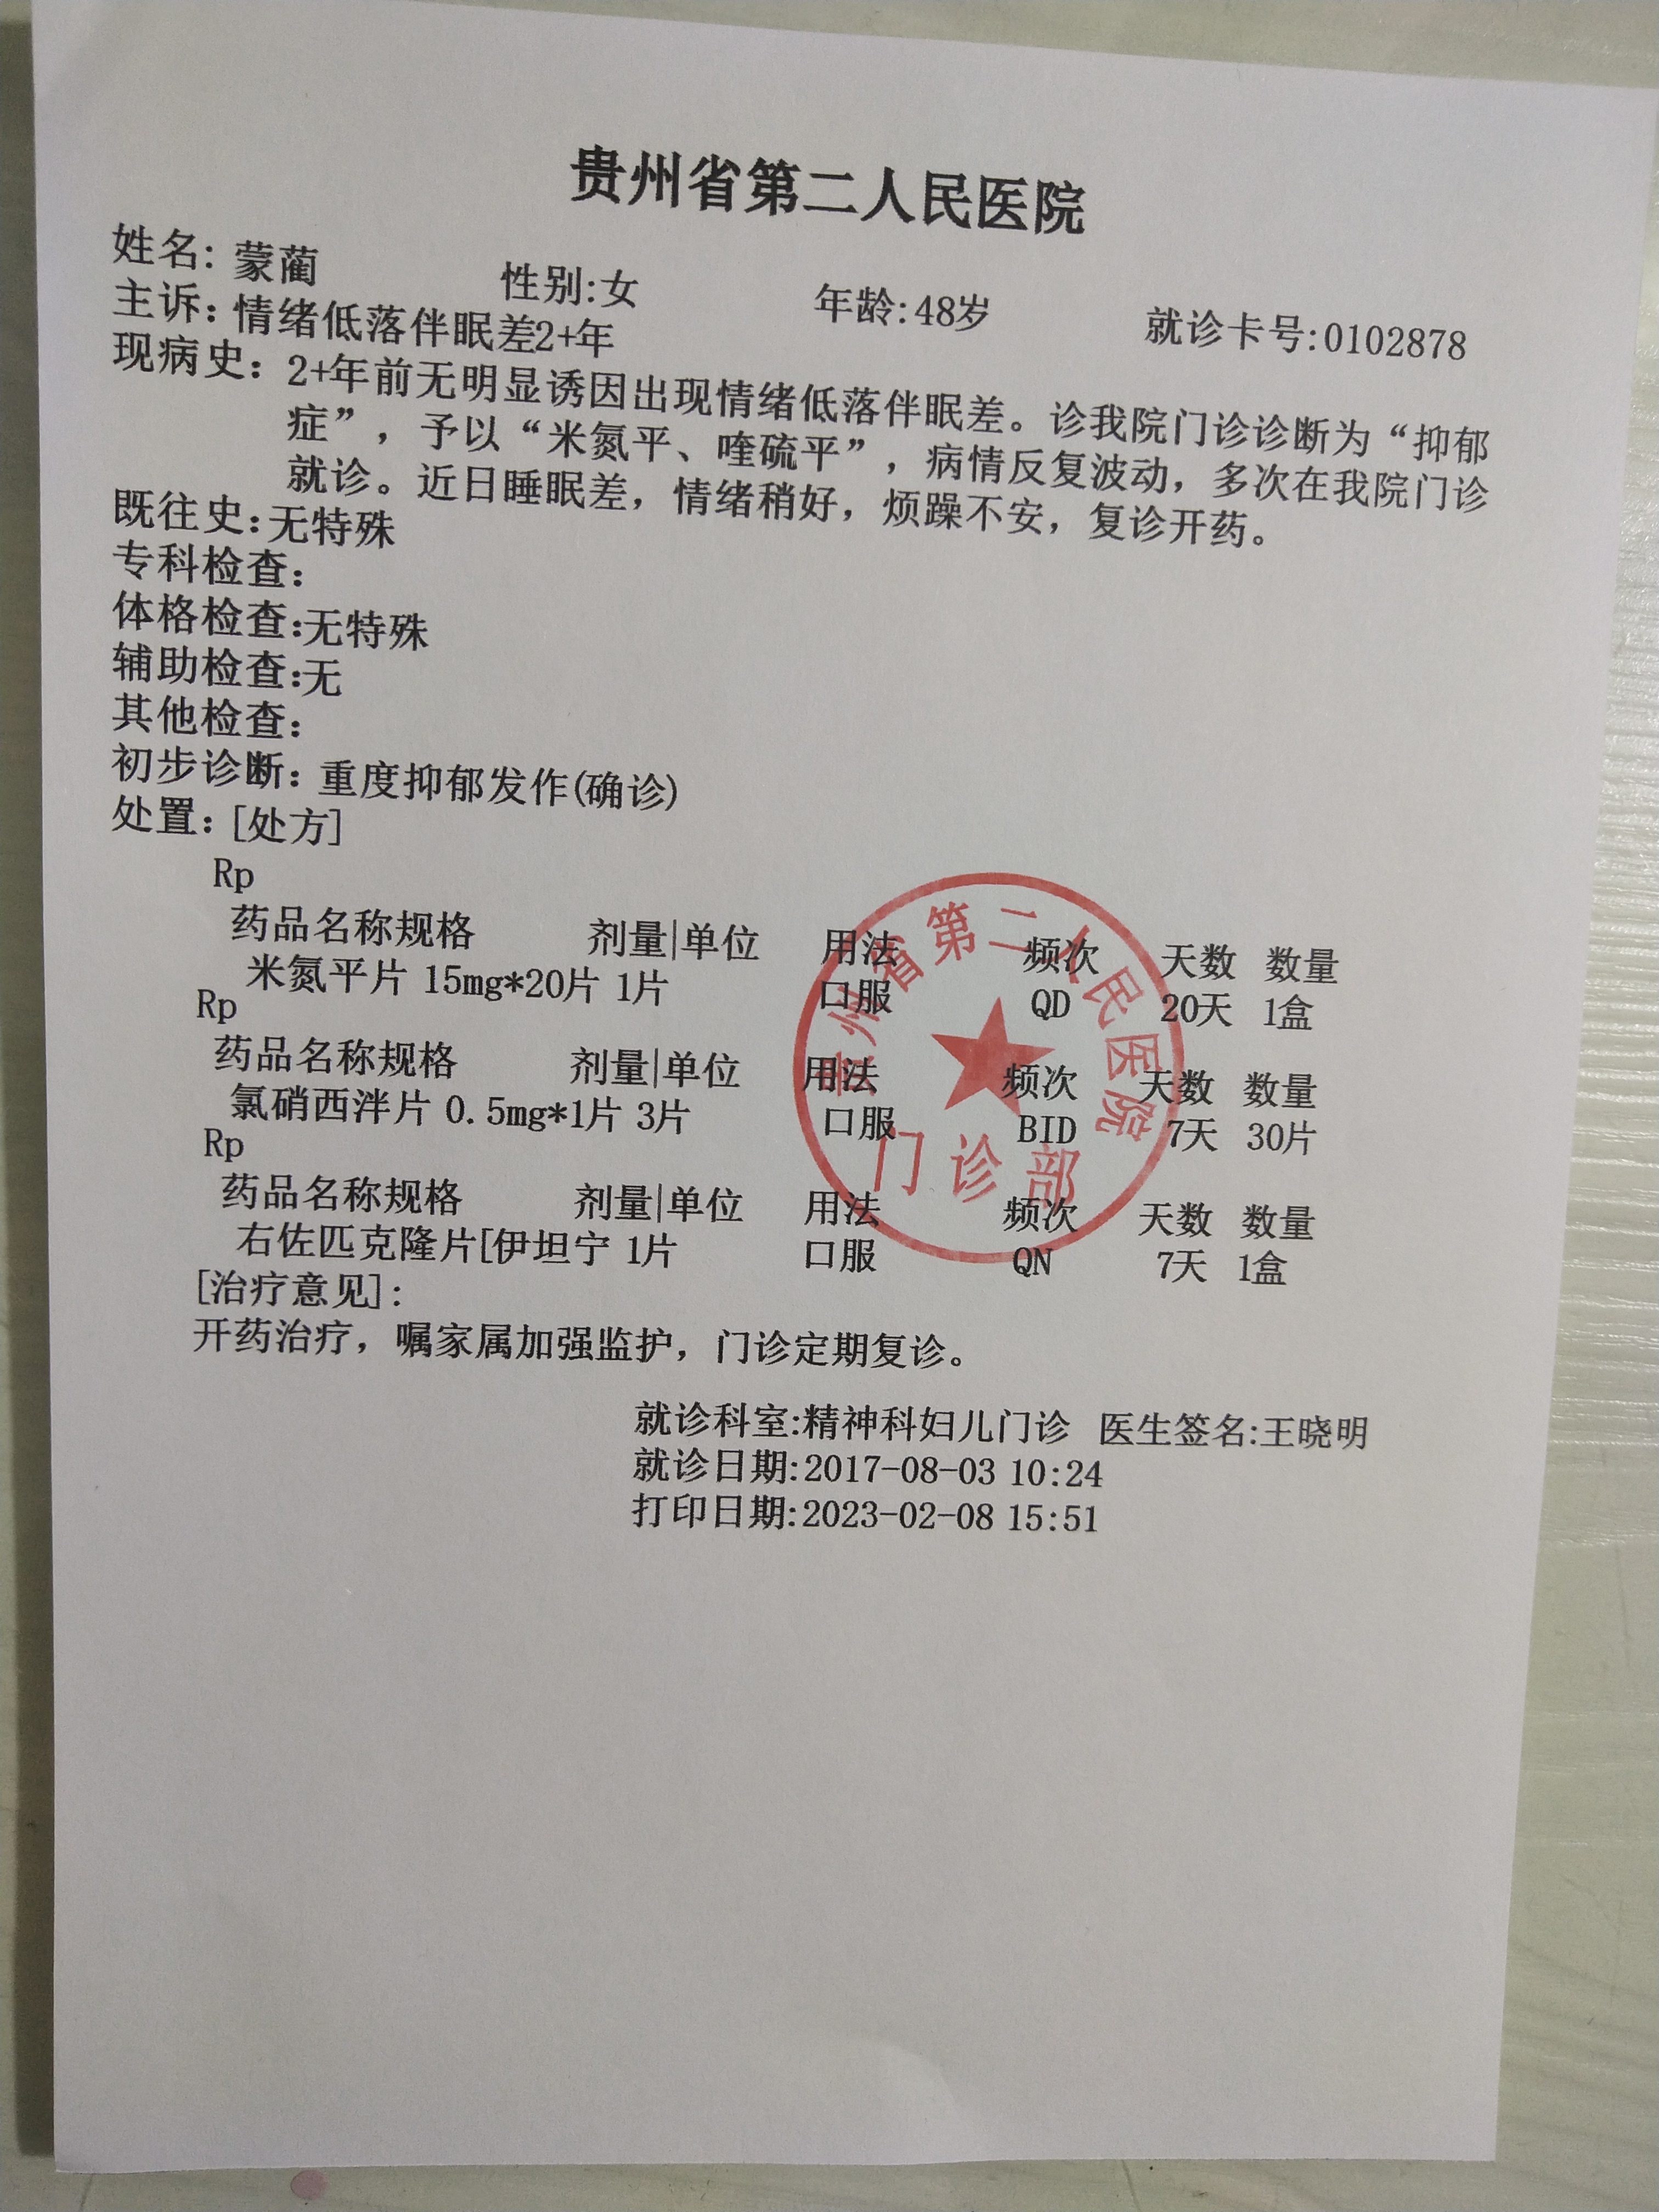 贵州省第二人民医院
姓名: 蒙蔺 性别:女 年龄:48岁 就诊卡号:0102878
主诉: 情绪低落伴眠差2+年
现病史: 2+年前无明显诱因出现情绪低落伴眠差。诊我院门诊诊断为“抑郁
症”，予以“米氮平、喹硫平”，病情反复波动，多次在我院门诊
就诊。近日睡眠差，情绪稍好，烦躁不安，复诊开药。
既往史:无特殊
专科检查:
体格检查:无特殊
辅助检查:无
其他检查:
初步诊断: 重度抑郁发作(确诊)
处置: [处方]
Rp
药品名称规格 剂量|单位 用法 频次 天数 数量
米氮平片 15mg*20片 1片 口服 QD 20天 1盒
Rp
药品名称规格 剂量|单位 用法 频次 天数 数量
氯硝西泮片 0.5mg*1片 3片 口服 BID 7天 30片
Rp
药品名称规格 剂量|单位 用法 频次 天数 数量
右佐匹克隆片[伊坦宁 1片 口服 QN 7天 1盒
贵州省第二人民医院
门诊部
[治疗意见]:
开药治疗，嘱家属加强监护，门诊定期复诊。
就诊科室:精神科妇儿门诊 医生签名:王晓明
就诊日期:2017-08-03 10:24
打印日期:2023-02-08 15:51